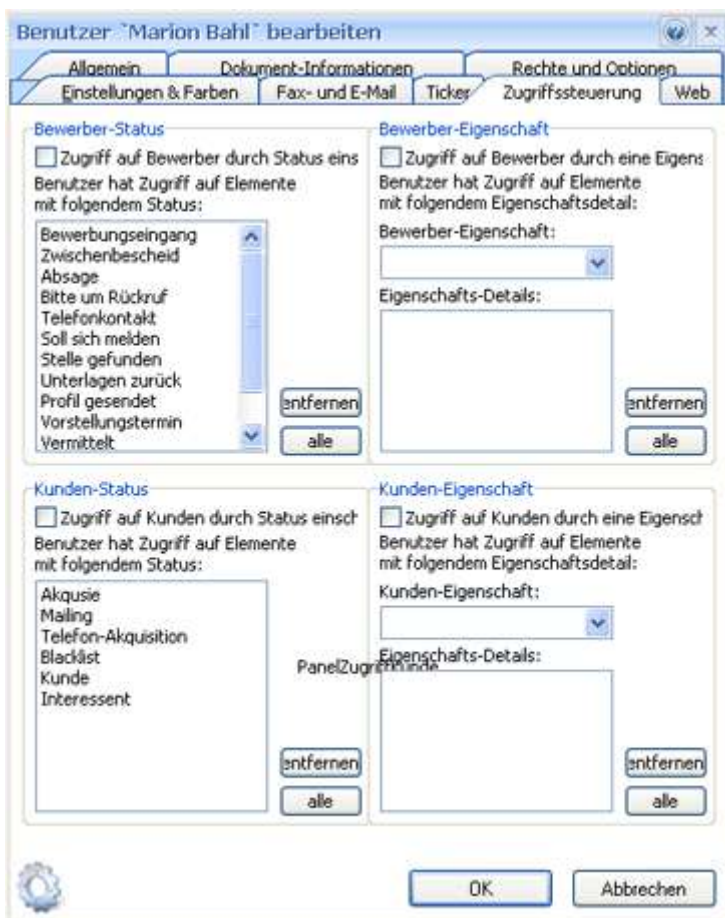 Benutzer `Marion Bahl` bearbeiten
Allgemein
Dokument-Informationen
Rechte und Optionen
Einstellungen & Farben
Fax- und E-Mail
Ticker
Zugriffssteuerung
Web
Bewerber-Status
Zugriff auf Bewerber durch Status eins
Benutzer hat Zugriff auf Elemente
mit folgendem Status:
Bewerbungseingang
Zwischenbescheid
Absage
Bitte um Rückruf
Telefonkontakt
Soll sich melden
Stelle gefunden
Unterlagen zurück
Profil gesendet
Vorstellungstermin
Vermittelt
entfernen
alle
Bewerber-Eigenschaft
Zugriff auf Bewerber durch eine Eigens
Benutzer hat Zugriff auf Elemente
mit folgendem Eigenschaftsdetail:
Bewerber-Eigenschaft:
Eigenschafts-Details:
entfernen
alle
Kunden-Status
Zugriff auf Kunden durch Status einsch
Benutzer hat Zugriff auf Elemente
mit folgendem Status:
Akqusie
Mailing
Telefon-Akquisition
Blacklist
Kunde
Interessent
PanelZugriffKunde
entfernen
alle
Kunden-Eigenschaft
Zugriff auf Kunden durch eine Eigensch
Benutzer hat Zugriff auf Elemente
mit folgendem Eigenschaftsdetail:
Kunden-Eigenschaft:
Eigenschafts-Details:
entfernen
alle
OK
Abbrechen